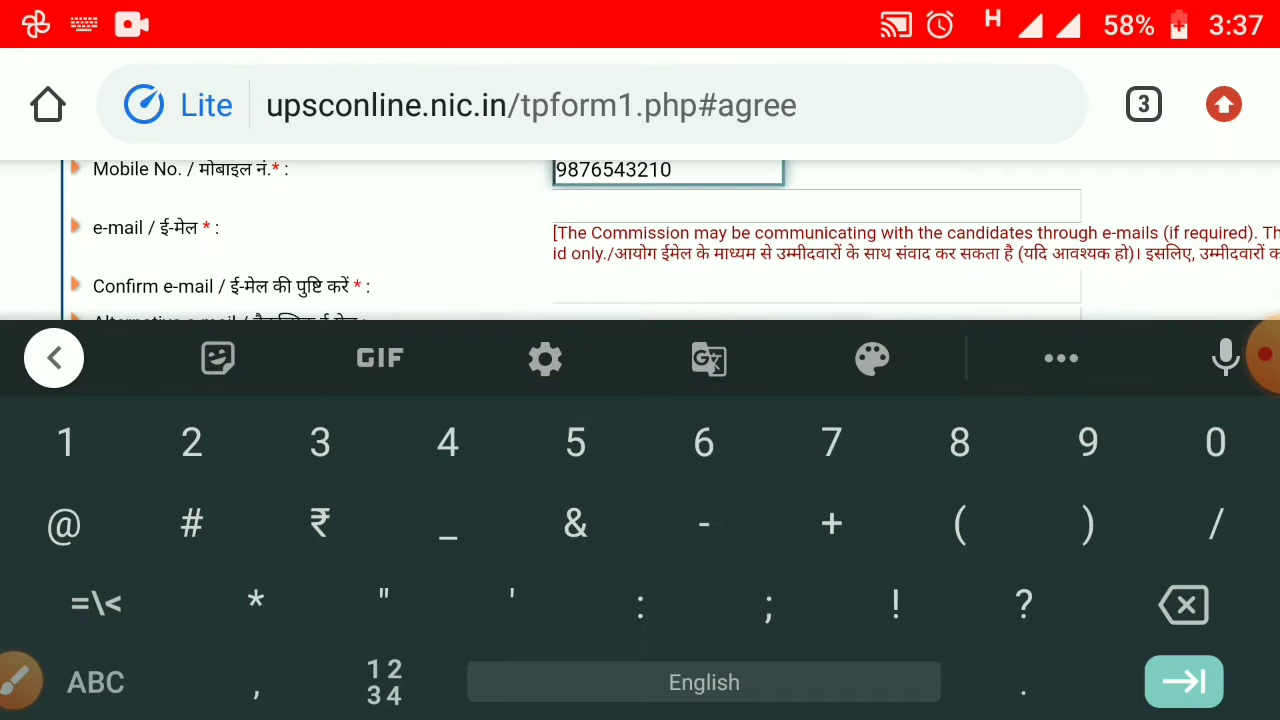 H 58% 3:37
Lite upsconline.nic.in/tpform1.php#agree 3
Mobile No. / मोबाइल नं.* : 9876543210
e-mail / ई-मेल * :
[The Commission may be communicating with the candidates through e-mails (if required). Th
id only./आयोग ईमेल के माध्यम से उम्मीदवारों के साथ संवाद कर सकता है (यदि आवश्यक हो)। इसलिए, उम्मीदवारों क
Confirm e-mail / ई-मेल की पुष्टि करें * :
GIF
1 2 3 4 5 6 7 8 9 0
@ # ₹ _ & - + ( ) /
=\< * " ' : ; ! ?
ABC , 12 34 English .